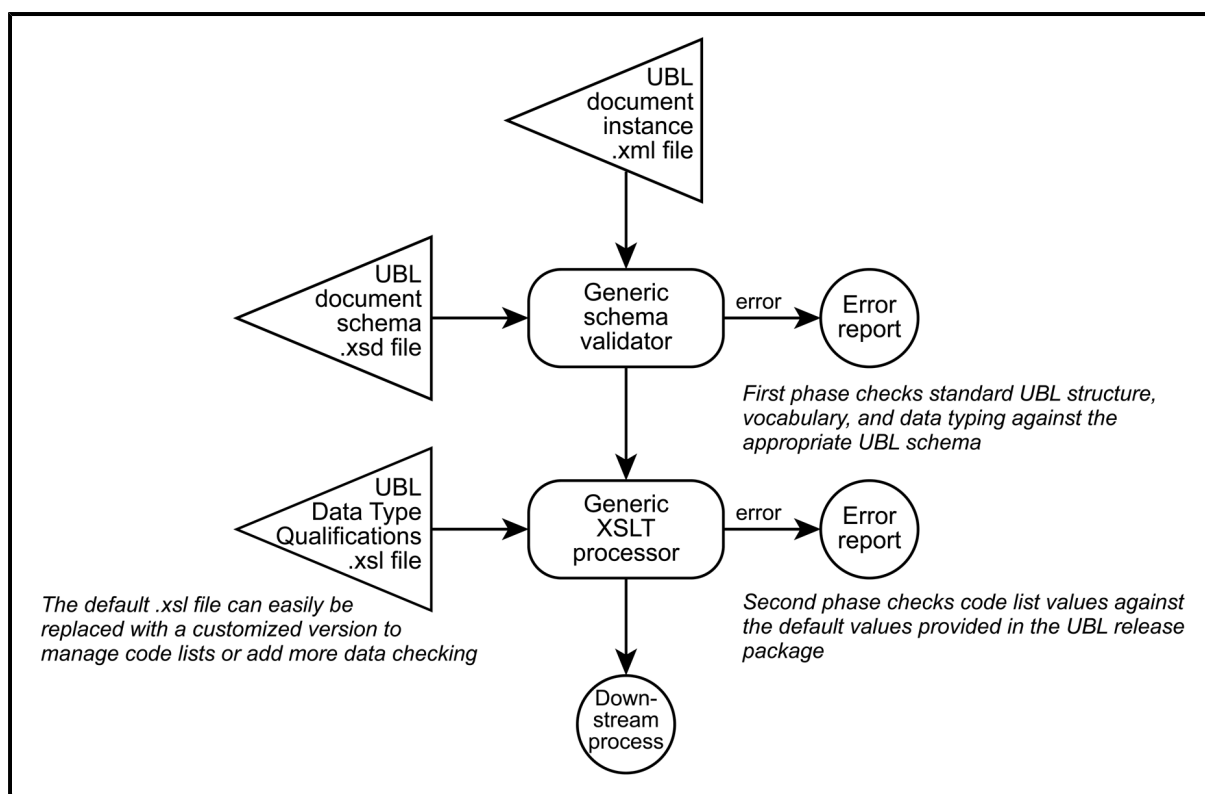 UBL
document
instance
.xml file
UBL
document
schema
.xsd file
Generic
schema
validator
error
Error
report
First phase checks standard UBL structure,
vocabulary, and data typing against the
appropriate UBL schema
UBL
Data Type
Qualifications
.xsl file
Generic
XSLT
processor
error
Error
report
The default .xsl file can easily be
replaced with a customized version to
manage code lists or add more data checking
Second phase checks code list values against
the default values provided in the UBL release
package
Down-
stream
process